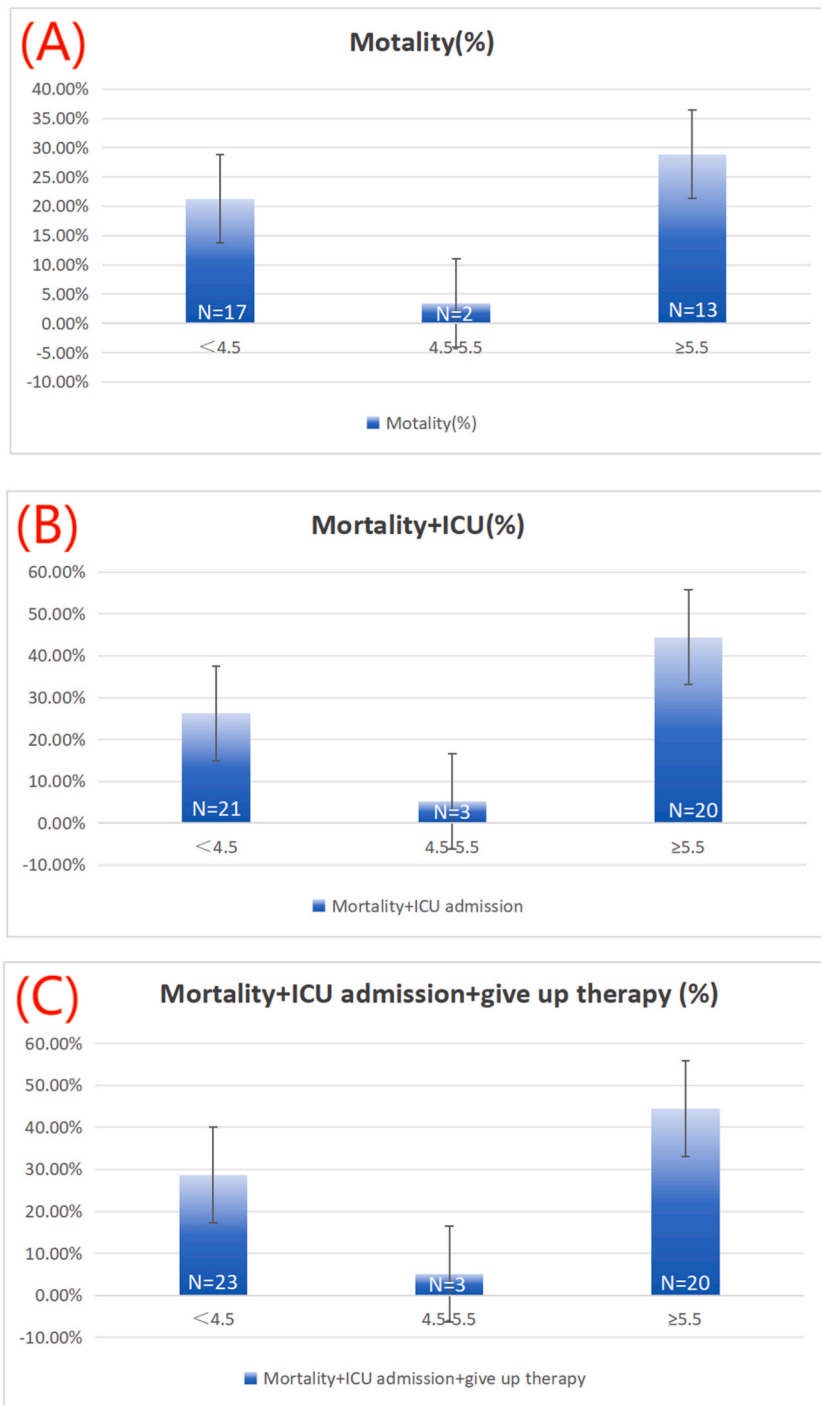 (A)
Motality(%)
40.00%
35.00%
30.00%
25.00%
20.00%
15.00%
10.00%
5.00%
0.00%
-5.00%
-10.00%
N=17
N=2
N=13
＜4.5
4.5-5.5
≥5.5
Motality(%)
(B)
Mortality+ICU(%)
60.00%
50.00%
40.00%
30.00%
20.00%
10.00%
0.00%
-10.00%
N=21
N=3
N=20
＜4.5
4.5-5.5
≥5.5
Mortality+ICU admission
(C)
Mortality+ICU admission+give up therapy (%)
60.00%
50.00%
40.00%
30.00%
20.00%
10.00%
0.00%
-10.00%
N=23
N=3
N=20
＜4.5
4.5-5.5
≥5.5
Mortality+ICU admission+give up therapy